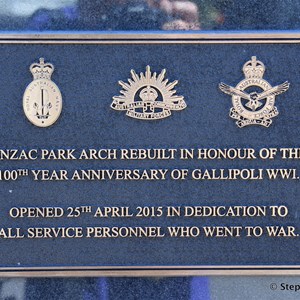 NZAC PARK ARCH REBUILT IN HONOUR OF THE
100TH YEAR ANNIVERSARY OF GALLIPOLI WWI.
OPENED 25TH APRIL 2015 IN DEDICATION TO
ALL SERVICE PERSONNEL WHO WENT TO WAR.
© Step